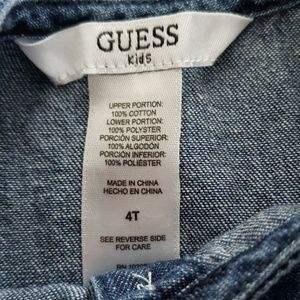 GUESS
kids
UPPER PORTION:
100% COTTON
LOWER PORTION:
100% POLYSTER
PORCIÓN SUPERIOR:
100% ALGODÓN
PORCIÓN INFERIOR:
100% POLIÉSTER
MADE IN CHINA
HECHO EN CHINA
4T
SEE REVERSE SIDE
FOR CARE